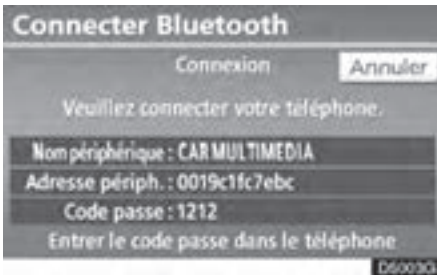 Connecter Bluetooth
Connexion
Annuler
Veuillez connecter votre téléphone.
Nom périphérique : CAR MULTIMEDIA
Adresse périph. : 0019c1fc7ebc
Code passe : 1212
Entrer le code passe dans le téléphone